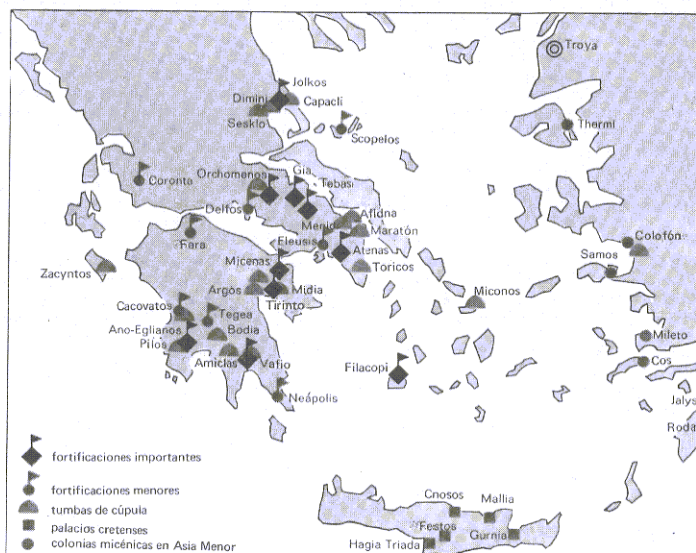 Troya
Jolkos
Dimini
Capacli
Sesklo
Thermi
Scopelos
Orchomenos
Gia
Tebas
Coronta
Delfos
Menidi
Afidna
Maratón
Eleusis
Atenas
Fara
Colofón
Zacyntos
Micenas
Toricos
Samos
Argos
Midia
Tirinto
Miconos
Cacovatos
Tegea
Bodia
Ano-Eglianos
Pilos
Mileto
Amiclas
Vafio
Filacopi
Cos
Neápolis
Jalys
Roda
fortificaciones importantes
fortificaciones menores
tumbas de cúpula
palacios cretenses
colonias micénicas en Asia Menor
Cnosos
Mallia
Festos
Gurnia
Hagia Triada